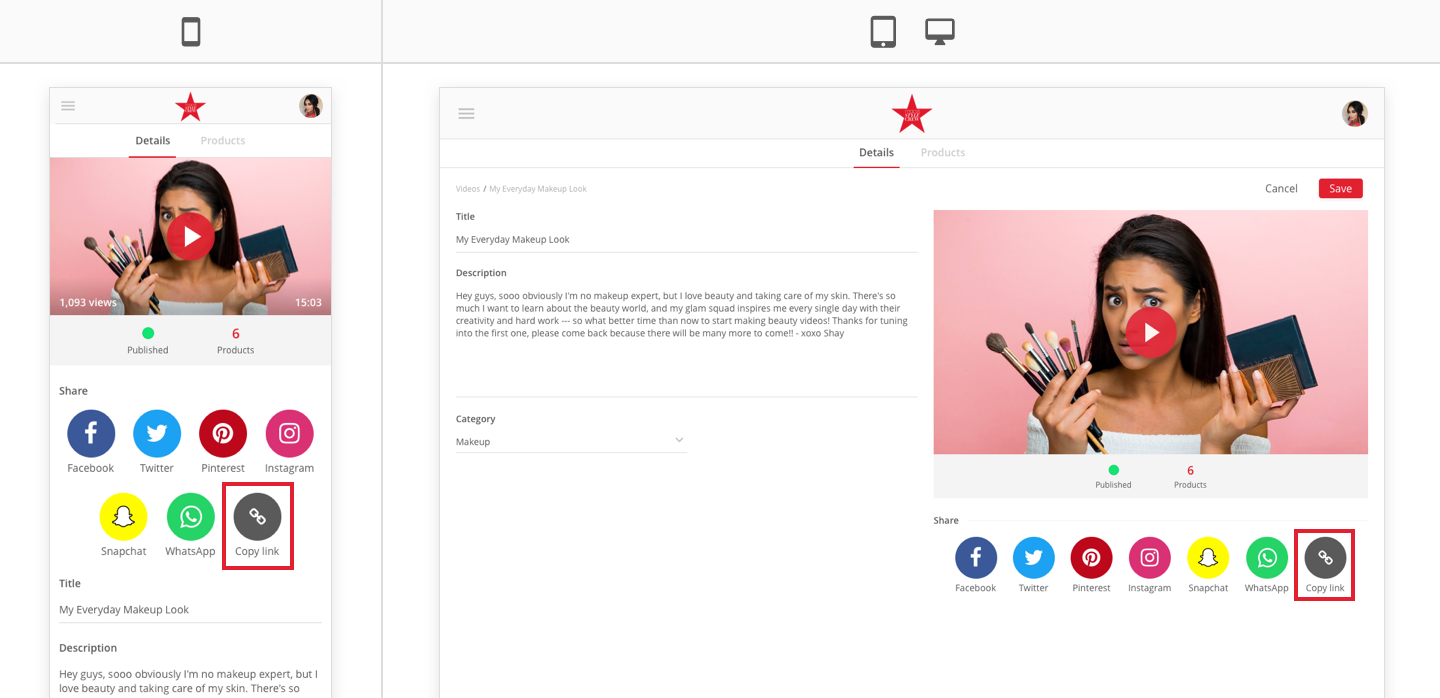 Details Products
1,093 views 15:03
6
Published Products
Share
Facebook Twitter Pinterest Instagram
Snapchat WhatsApp Copy link
Title
My Everyday Makeup Look
Description
Hey guys, sooo obviously I'm no makeup expert, but I
love beauty and taking care of my skin. There's so
Details Products
Videos / My Everyday Makeup Look
Cancel Save
Title
My Everyday Makeup Look
Description
Hey guys, sooo obviously I'm no makeup expert, but I love beauty and taking care of my skin. There's so
much I want to learn about the beauty world, and my glam squad inspires me every single day with their
creativity and hard work --- so what better time than now to start making beauty videos! Thanks for tuning
into the first one, please come back because there will be many more to come!! - xoxo Shay
Category
Makeup
6
Published Products
Share
Facebook Twitter Pinterest Instagram Snapchat WhatsApp Copy link